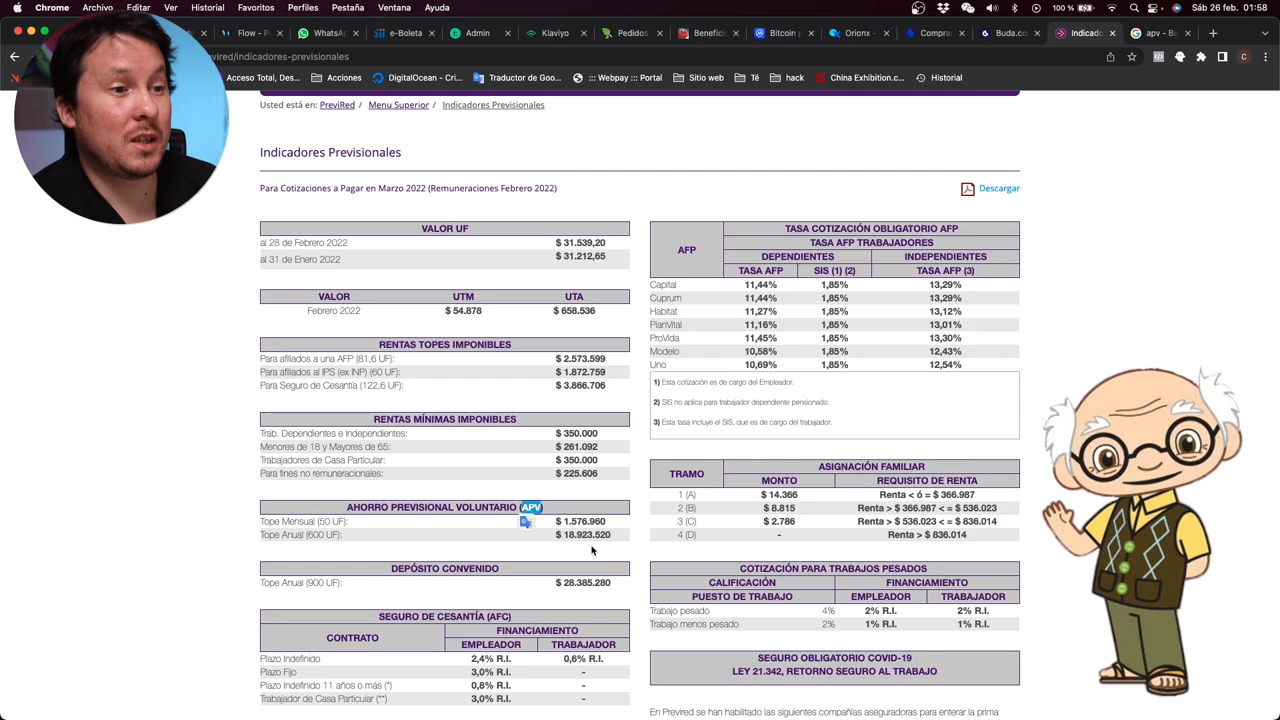 26 feb 01:58
WhatsApp
e-Boleta
Admin
Klaviyo
Pedidos
Benefic
Bitcoin p
Orionx -
Comprar
Buda.co
Indicado
apv - Bu
wired/indicadores-previsionales
Acceso Total,...
Acciones
DigitalOcean - Cr...
Traductor de Goo...
:::Webpay::: :Portal
Sitio web
Té
hack
China Exhibition.c...
Historial
Usted está en: PreviRed / Menu Superior / Indicadores Previsionales
Indicadores Previsionales
Para Cotizaciones a Pagar en Marzo 2022 (Remuneraciones Febrero 2022)
Descargar
VALOR UF
al 28 de Febrero 2022 $ 31.539,20
al 31 de Enero 2022 $ 31.212,65
VALOR UTM UTA
Febrero 2022 $ 54.878 $ 658.536
RENTAS TOPES IMPONIBLES
Para afiliados a una AFP (81,6 UF): $ 2.573.599
Para afiliados al IPS (ex INP) (60 UF): $ 1.872.759
Para Seguro de Cesantía (122,6 UF): $ 3.866.706
RENTAS MÍNIMAS IMPONIBLES
Trab. Dependientes e Independientes: $ 350.000
Menores de 18 y Mayores de 65: $ 261.092
Trabajadores de Casa Particular: $ 350.000
Para fines no remuneracionales: $ 225.606
AHORRO PREVISIONAL VOLUNTARIO (APV)
Tope Mensual (50 UF): $ 1.576.960
Tope Anual (600 UF): $ 18.923.520
DEPÓSITO CONVENIDO
Tope Anual (900 UF): $ 28.385.280
SEGURO DE CESANTÍA (AFC)
CONTRATO
FINANCIAMIENTO
EMPLEADOR TRABAJADOR
Plazo Indefinido 2,4% R.I. 0,6% R.I.
Plazo Fijo 3,0% R.I. -
Plazo Indefinido 11 años o más (*) 0,8% R.I. -
Trabajador de Casa Particular (**) 3,0% R.I. -
AFP
TASA COTIZACIÓN OBLIGATORIO AFP
TASA AFP TRABAJADORES
DEPENDIENTES INDEPENDIENTES
TASA AFP SIS (1) (2) TASA AFP (3)
Capital 11,44% 1,85% 13,29%
Cuprum 11,44% 1,85% 13,29%
Habitat 11,27% 1,85% 13,12%
PlanVital 11,16% 1,85% 13,01%
ProVida 11,45% 1,85% 13,30%
Modelo 10,58% 1,85% 12,43%
Uno 10,69% 1,85% 12,54%
1) Esta cotización es de cargo del Empleador.
2) SIS no aplica para trabajador dependiente pensionado.
3) Esta tasa incluye el SIS, que es de cargo del trabajador.
TRAMO
ASIGNACIÓN FAMILIAR
MONTO REQUISITO DE RENTA
1 (A) $ 14.366 Renta < ó = $ 366.987
2 (B) $ 8.815 Renta > $ 366.987 < = $ 536.023
3 (C) $ 2.786 Renta > $ 536.023 < = $ 836.014
4 (D) - Renta > $ 836.014
COTIZACIÓN PARA TRABAJOS PESADOS
CALIFICACIÓN FINANCIAMIENTO
PUESTO DE TRABAJO EMPLEADOR TRABAJADOR
Trabajo pesado 4% 2% R.I. 2% R.I.
Trabajo menos pesado 2% 1% R.I. 1% R.I.
SEGURO OBLIGATORIO COVID-19
LEY 21.342, RETORNO SEGURO AL TRABAJO
En Previred se han habilitado las siguientes compañías aseguradoras para enterar la prima